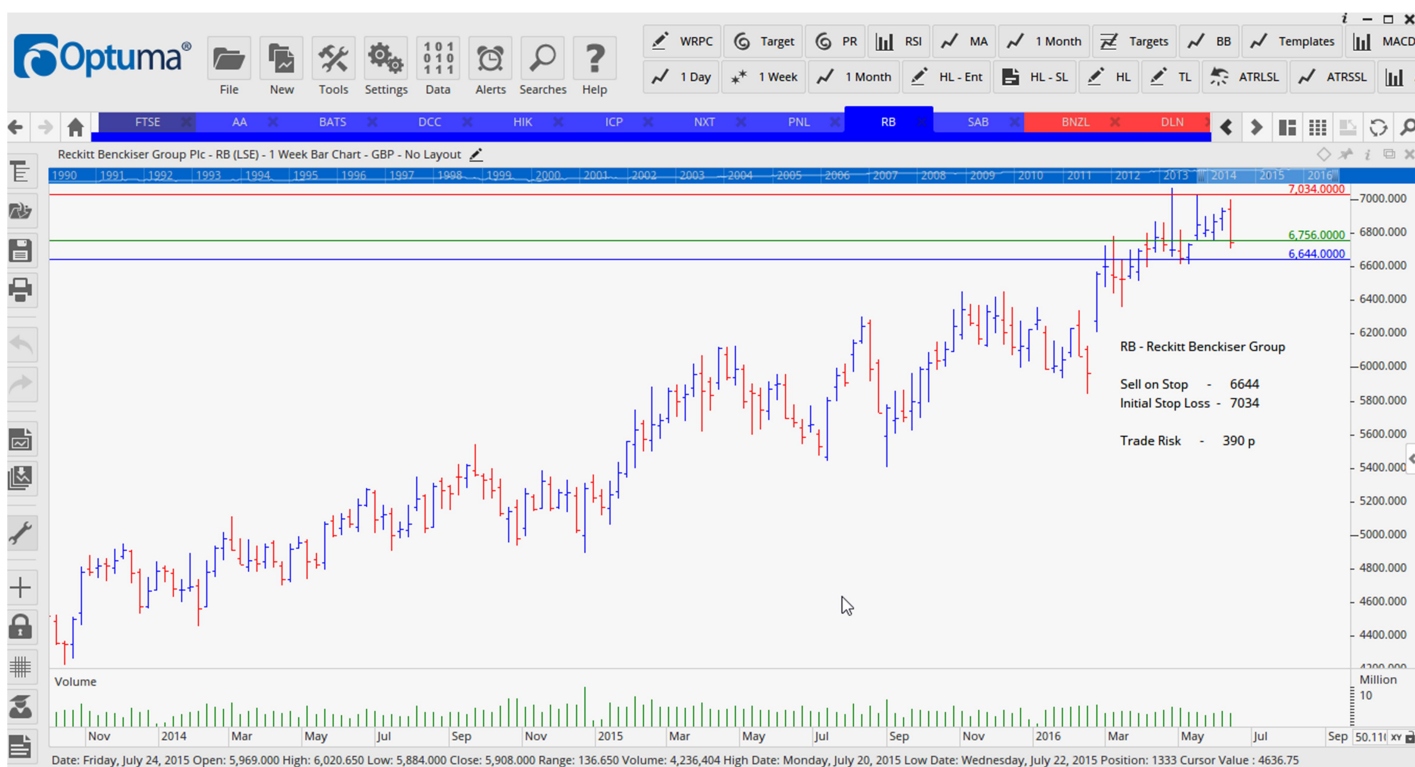 i
Optuma®
File New Tools Settings Data Alerts Searches Help
101
010
111
WRPC Target PR RSI MA 1 Month Targets BB Templates MACD
1 Day 1 Week 1 Month HL - Ent HL - SL HL TL ATRLSL ATRSSL
FTSE AA BATS DCC HIK ICP NXT PNL RB SAB BNZL DLN
Reckitt Benckiser Group Plc - RB (LSE) - 1 Week Bar Chart - GBP - No Layout
1990 1991 1992 1993 1994 1995 1996 1997 1998 1999 2000 2001 2002 2003 2004 2005 2006 2007 2008 2009 2010 2011 2012 2013 2014 2015 2016
7,034.0000
7000.000
6,756.0000
6800.000
6,644.0000
6600.000
6400.000
6200.000
6000.000
5800.000
5600.000
5400.000
5200.000
5000.000
4800.000
4600.000
4400.000
4200.000
RB - Reckitt Benckiser Group
Sell on Stop - 6644
Initial Stop Loss - 7034
Trade Risk - 390 p
Volume
Million
10
Nov 2014 Mar May Jul Sep Nov 2015 Mar May Jul Sep Nov 2016 Mar May Jul Sep
XY
Date: Friday, July 24, 2015 Open: 5,969.000 High: 6,020.650 Low: 5,884.000 Close: 5,908.000 Range: 136.650 Volume: 4,236,404 High Date: Monday, July 20, 2015 Low Date: Wednesday, July 22, 2015 Position: 1333 Cursor Value : 4636.75